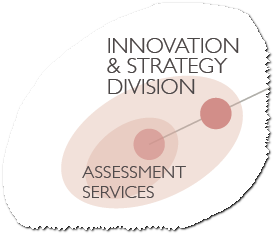 INNOVATION
& STRATEGY
DIVISION
ASSESSMENT
SERVICES